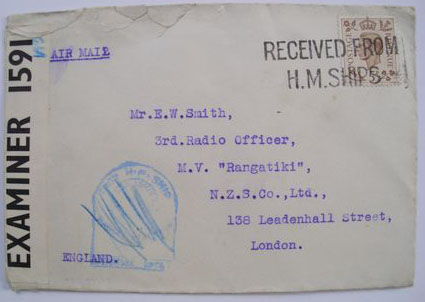 EXAMINER 1591
AIR MAIL
RECEIVED FROM
H.M.SHIPS
Mr.E.W.Smith,
3rd.Radio Officer,
M.V. "Rangatiki",
N.Z.S.Co.,Ltd.,
138 Leadenhall Street,
London.
H.M. SHIP
ENGLAND.